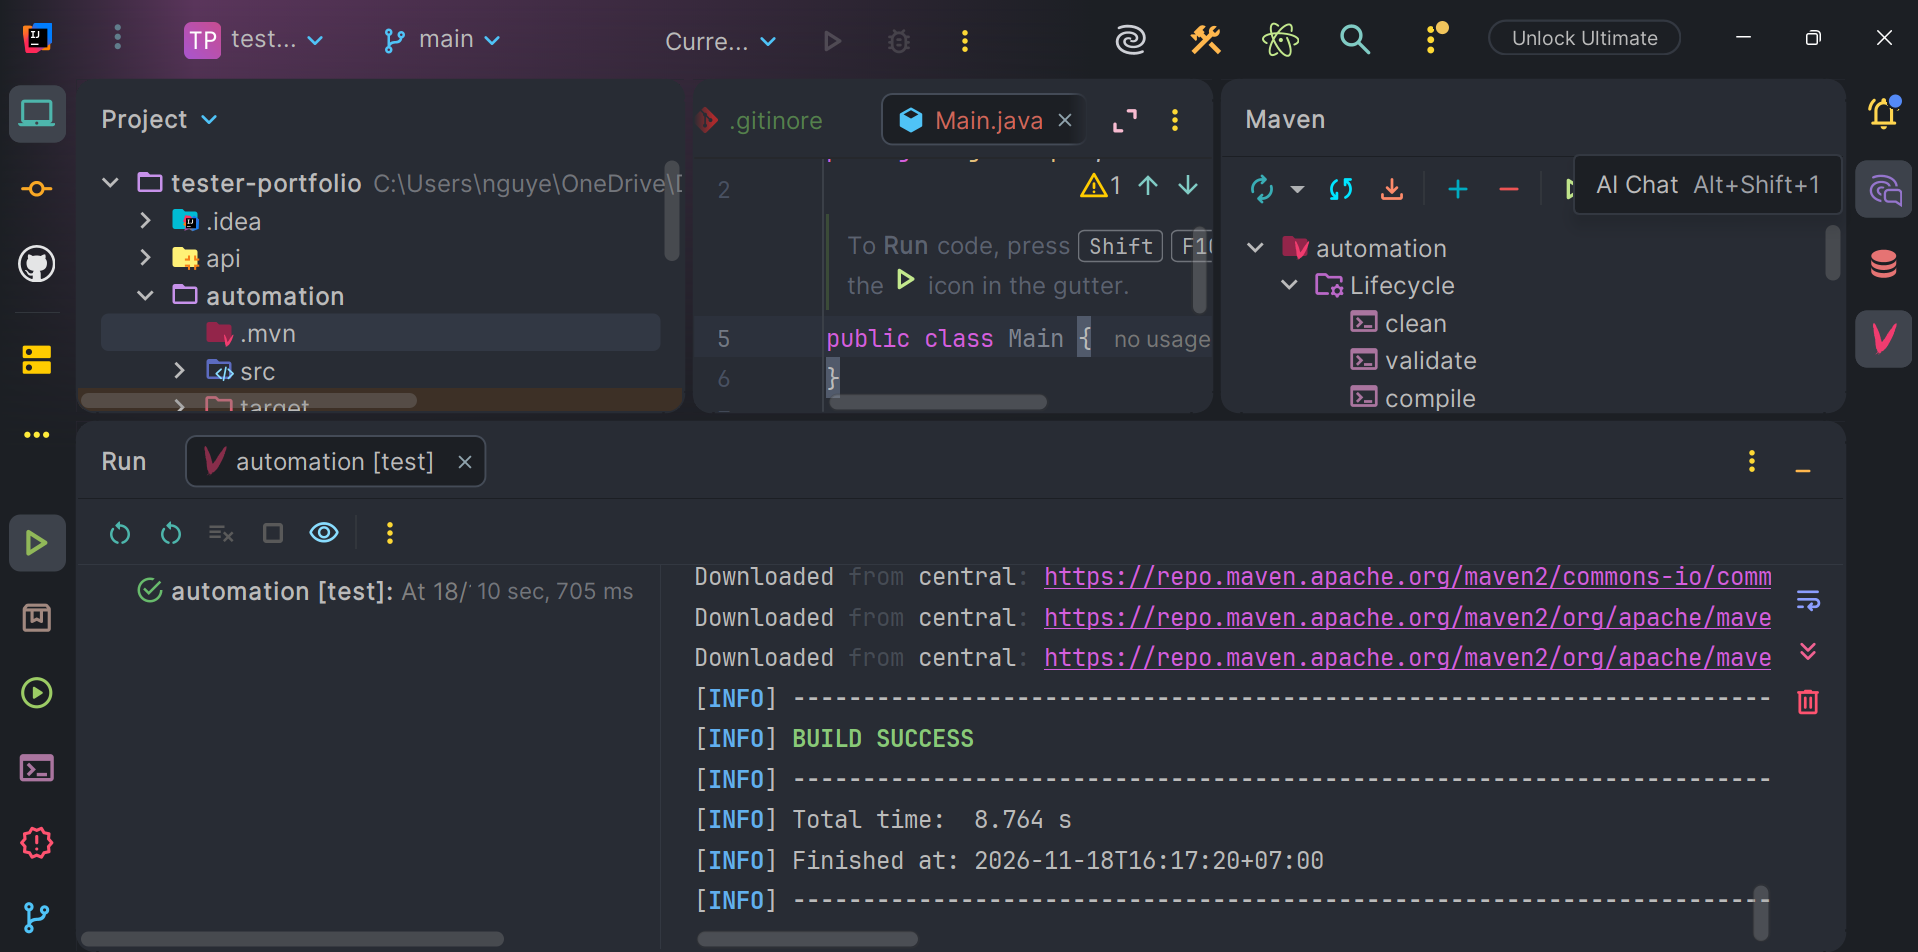 TP test... main Curre... Unlock Ultimate
Project
tester-portfolio C:\Users\nguye\OneDrive\
.idea
api
automation
.mvn
src
target
.gitinore Main.java
2
1
To Run code, press Shift F10
the icon in the gutter.
5 public class Main { no usage
6 }
Maven
AI Chat Alt+Shift+1
automation
Lifecycle
clean
validate
compile
Run automation [test]
automation [test]: At 18/ 10 sec, 705 ms
Downloaded from central: https://repo.maven.apache.org/maven2/commons-io/comm
Downloaded from central: https://repo.maven.apache.org/maven2/org/apache/mave
Downloaded from central: https://repo.maven.apache.org/maven2/org/apache/mave
[INFO] ----------------------------------------------------------------------
[INFO] BUILD SUCCESS
[INFO] ----------------------------------------------------------------------
[INFO] Total time:  8.764 s
[INFO] Finished at: 2026-11-18T16:17:20+07:00
[INFO] ----------------------------------------------------------------------